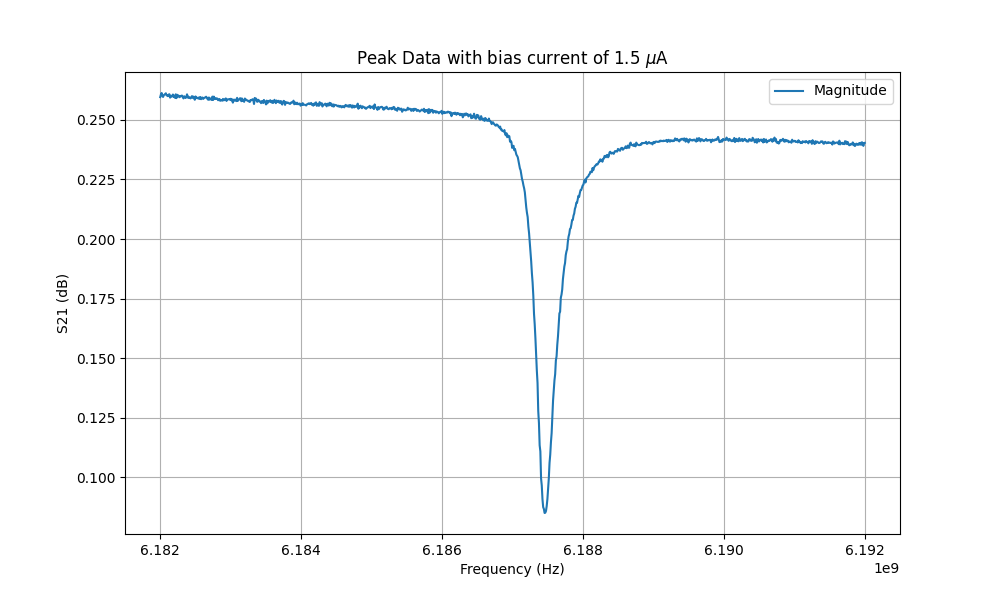 Peak Data with bias current of 1.5 μA
Magnitude
0.250
0.225
0.200
0.175
0.150
0.125
0.100
S21 (dB)
6.182 6.184 6.186 6.188 6.190 6.192
1e9
Frequency (Hz)